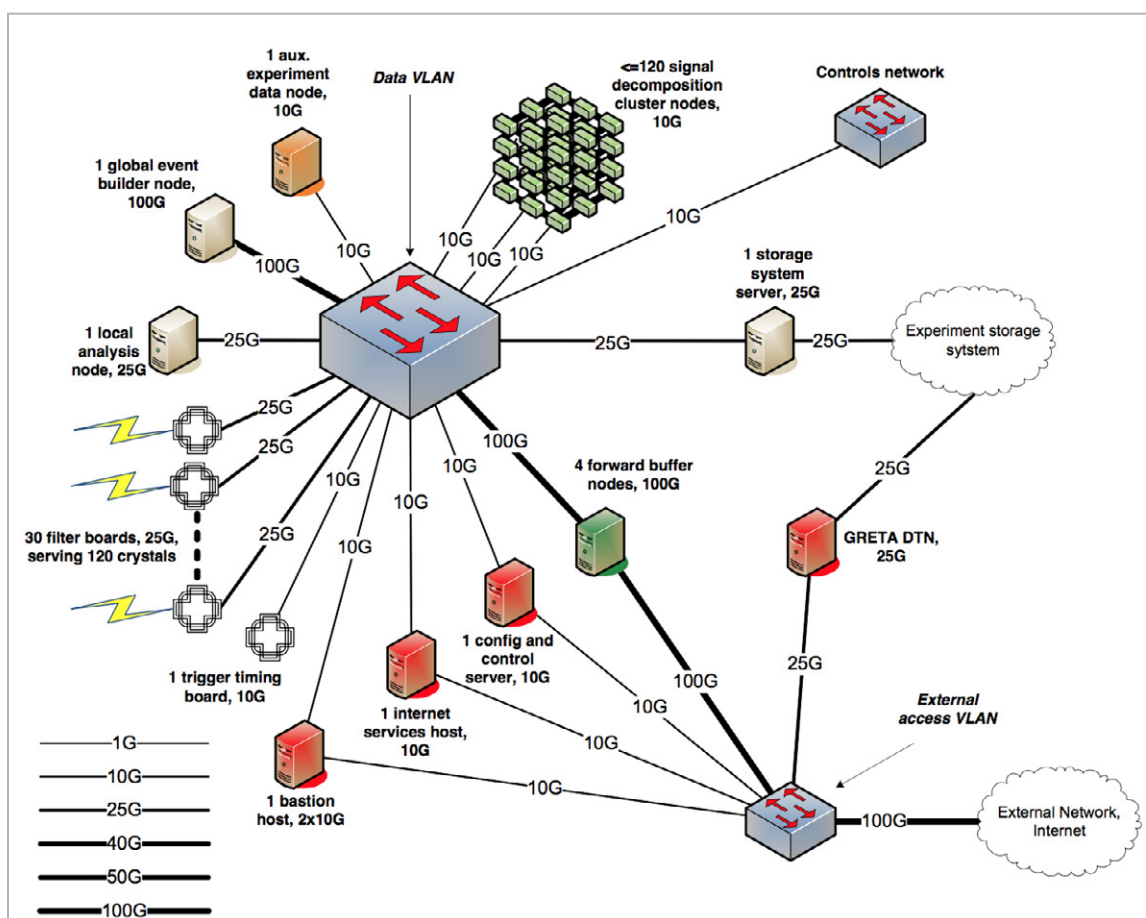 1 aux.
experiment
data node,
10G
Data VLAN
<=120 signal
decomposition
cluster nodes,
10G
Controls network
1 global event
builder node,
100G
10G
10G
10G
10G
10G
100G
1 storage
system
server, 25G
1 local
analysis
node, 25G
25G
25G
25G
Experiment storage
sytstem
25G
25G
25G
30 filter boards, 25G,
serving 120 crystals
10G
10G
10G
10G
100G
4 forward buffer
nodes, 100G
25G
GRETA DTN,
25G
1 trigger timing
board, 10G
1 config and
control
server, 10G
1 internet
services host,
10G
1 bastion
host, 2x10G
100G
10G
10G
10G
25G
External
access VLAN
100G
External Network,
Internet
1G
10G
25G
40G
50G
100G